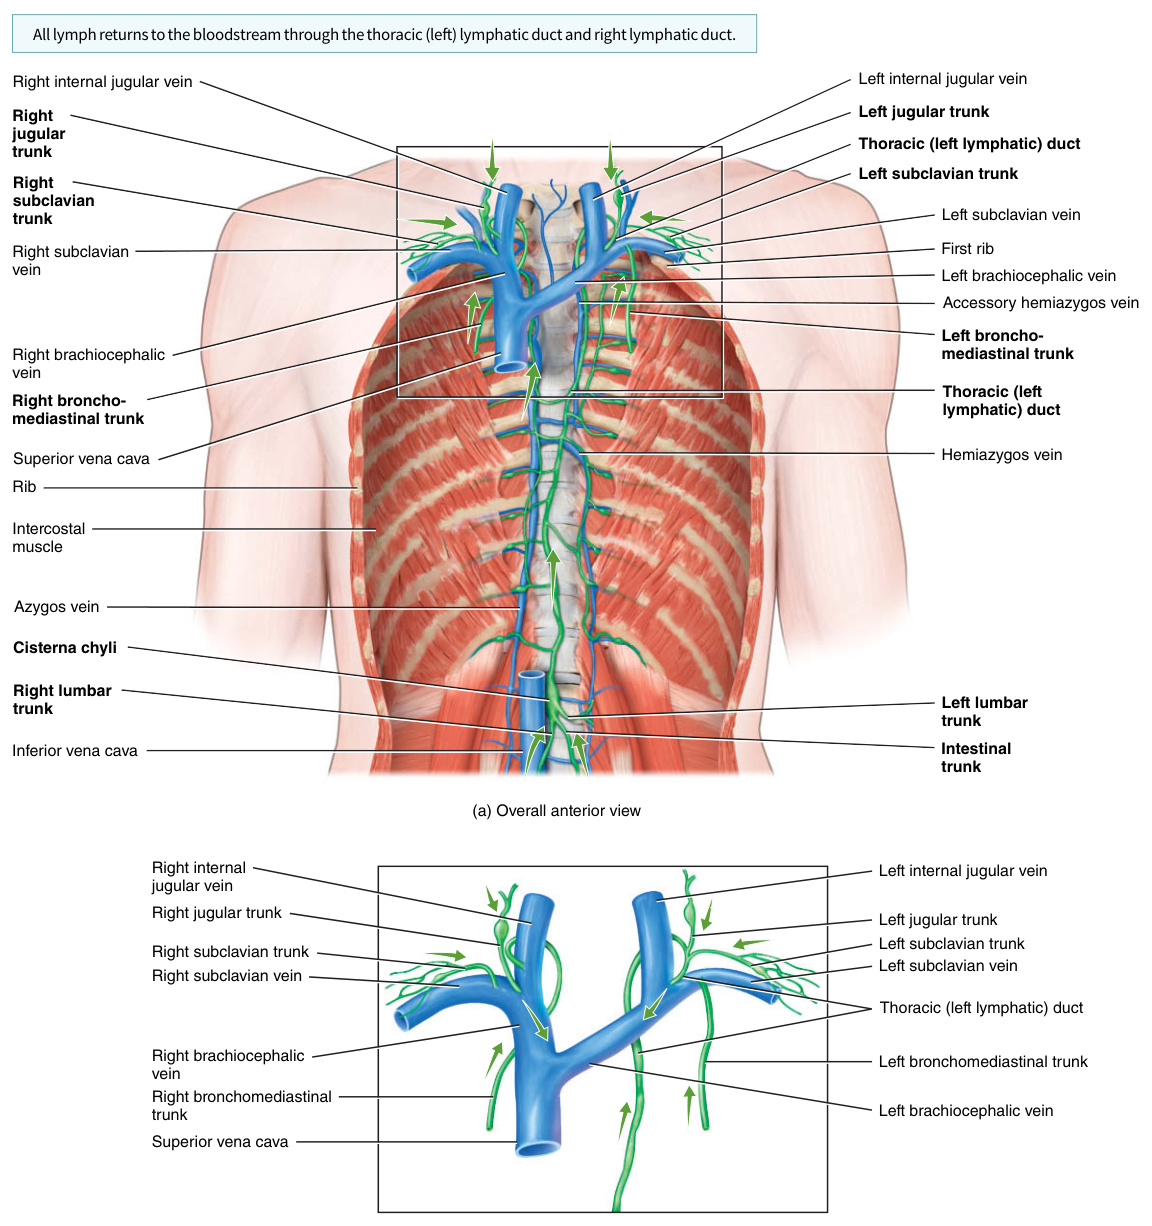 All lymph returns to the bloodstream through the thoracic (left) lymphatic duct and right lymphatic duct.
Right internal jugular vein
Right
jugular
trunk
Right
subclavian
trunk
Right subclavian
vein
Right brachiocephalic
vein
Right broncho-
mediastinal trunk
Superior vena cava
Rib
Intercostal
muscle
Azygos vein
Cisterna chyli
Right lumbar
trunk
Inferior vena cava
Left internal jugular vein
Left jugular trunk
Thoracic (left lymphatic) duct
Left subclavian trunk
Left subclavian vein
First rib
Left brachiocephalic vein
Accessory hemiazygos vein
Left broncho-
mediastinal trunk
Thoracic (left
lymphatic) duct
Hemiazygos vein
Left lumbar
trunk
Intestinal
trunk
(a) Overall anterior view
Right internal
jugular vein
Right jugular trunk
Right subclavian trunk
Right subclavian vein
Right brachiocephalic
vein
Right bronchomediastinal
trunk
Superior vena cava
Left internal jugular vein
Left jugular trunk
Left subclavian trunk
Left subclavian vein
Thoracic (left lymphatic) duct
Left bronchomediastinal trunk
Left brachiocephalic vein